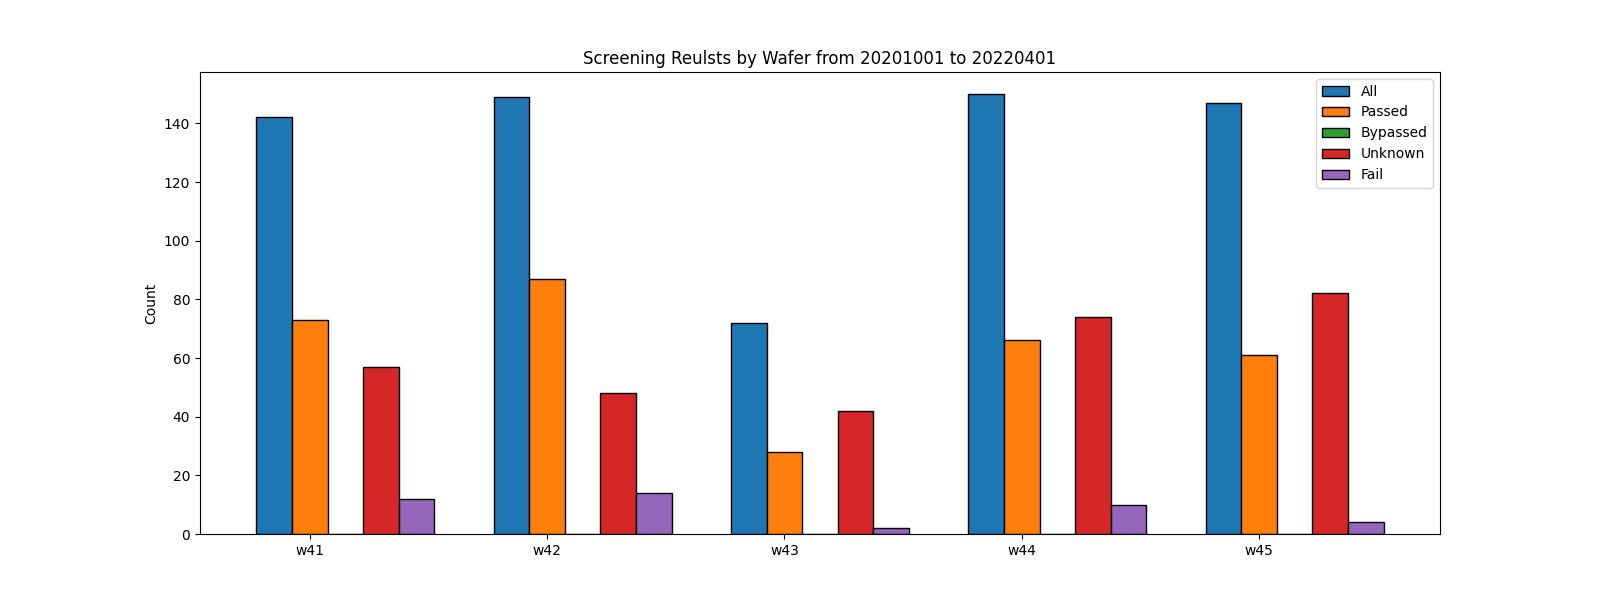 Screening Reulsts by Wafer from 20201001 to 20220401
All
Passed
Bypassed
Unknown
Fail
Count
140
120
100
80
60
40
20
0
w41 w42 w43 w44 w45